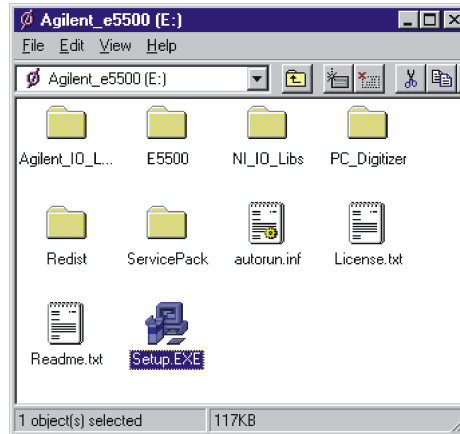 Agilent_e5500 (E:)
File Edit View Help
Agilent_e5500 (E:)
Agilent_IO_L... E5500 NI_IO_Libs PC_Digitizer
Redist ServicePack autorun.inf License.txt
Readme.txt Setup.EXE
1 object(s) selected 117KB